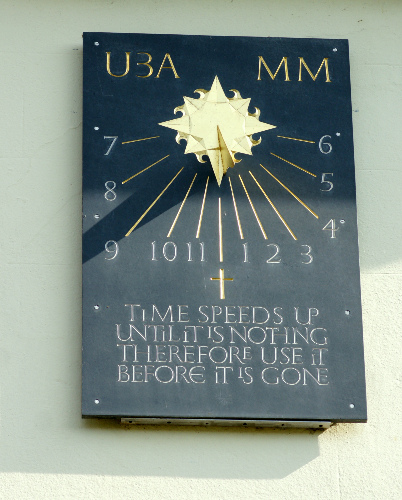 UBA MM
7 6
8 5
9 10 11 1 2 3 4
TIME SPEEDS UP
UNTIL IT IS NOTHING
THEREFORE USE IT
BEFORE IT IS GONE